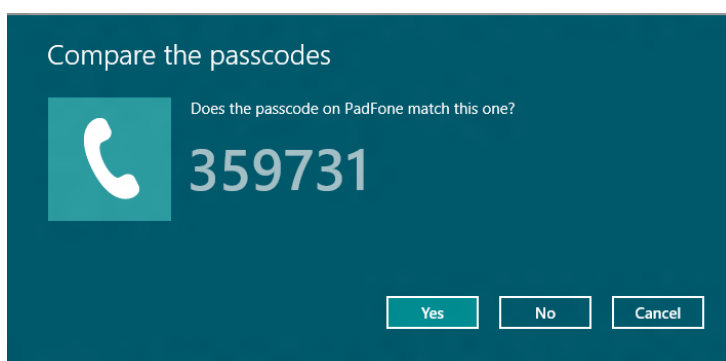 Compare the passcodes
Does the passcode on PadFone match this one?
359731
Yes No Cancel